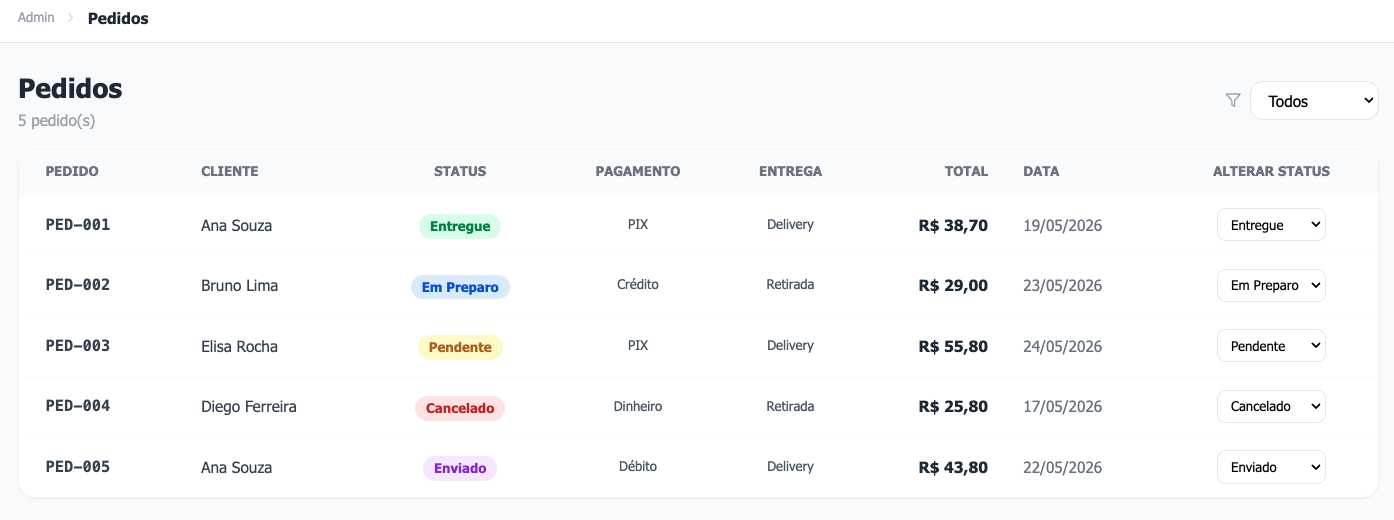 Admin > Pedidos
Pedidos
5 pedido(s)
Todos
PEDIDO CLIENTE STATUS PAGAMENTO ENTREGA TOTAL DATA ALTERAR STATUS
PED-001 Ana Souza Entregue PIX Delivery R$ 38,70 19/05/2026 Entregue
PED-002 Bruno Lima Em Preparo Crédito Retirada R$ 29,00 23/05/2026 Em Preparo
PED-003 Elisa Rocha Pendente PIX Delivery R$ 55,80 24/05/2026 Pendente
PED-004 Diego Ferreira Cancelado Dinheiro Retirada R$ 25,80 17/05/2026 Cancelado
PED-005 Ana Souza Enviado Débito Delivery R$ 43,80 22/05/2026 Enviado